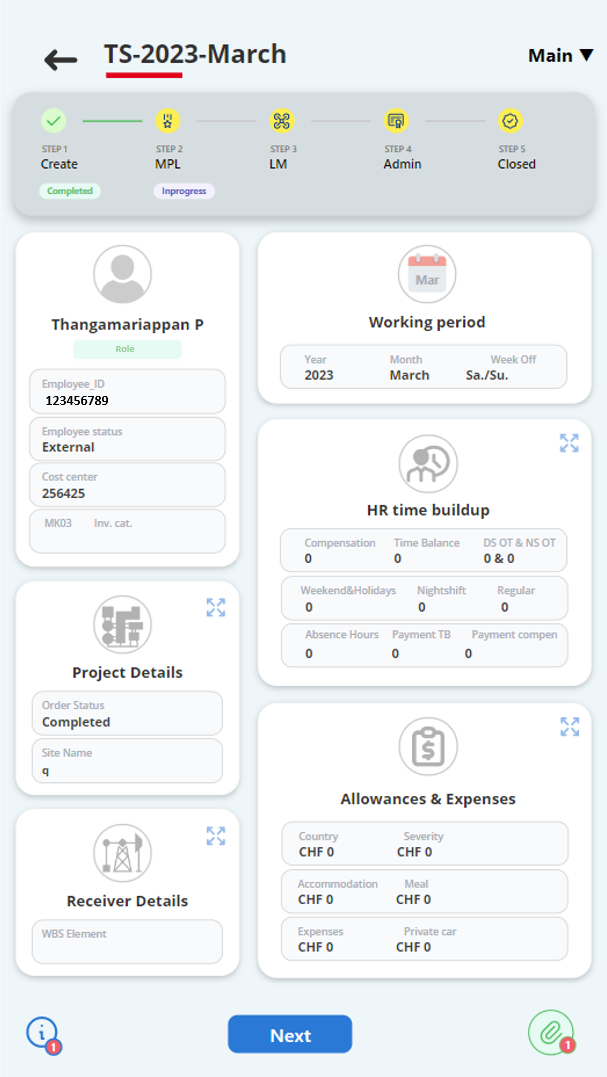 TS-2023-March
Main ▼
STEP 1 STEP 2 STEP 3 STEP 4 STEP 5
Create MPL LM Admin Closed
Completed Inprogress
Thangamariappan P
Role
Employee_ID
123456789
Employee status
External
Cost center
256425
MK03 Inv. cat.
Project Details
Order Status
Completed
Site Name
q
Receiver Details
WBS Element
Mar
Working period
Year Month Week Off
2023 March Sa./Su.
HR time buildup
Compensation Time Balance DS OT & NS OT
0 0 0 & 0
Weekend&Holidays Nightshift Regular
0 0 0
Absence Hours Payment TB Payment compen
0 0 0
$
Allowances & Expenses
Country Severity
CHF 0 CHF 0
Accommodation Meal
CHF 0 CHF 0
Expenses Private car
CHF 0 CHF 0
i 1
Next
1